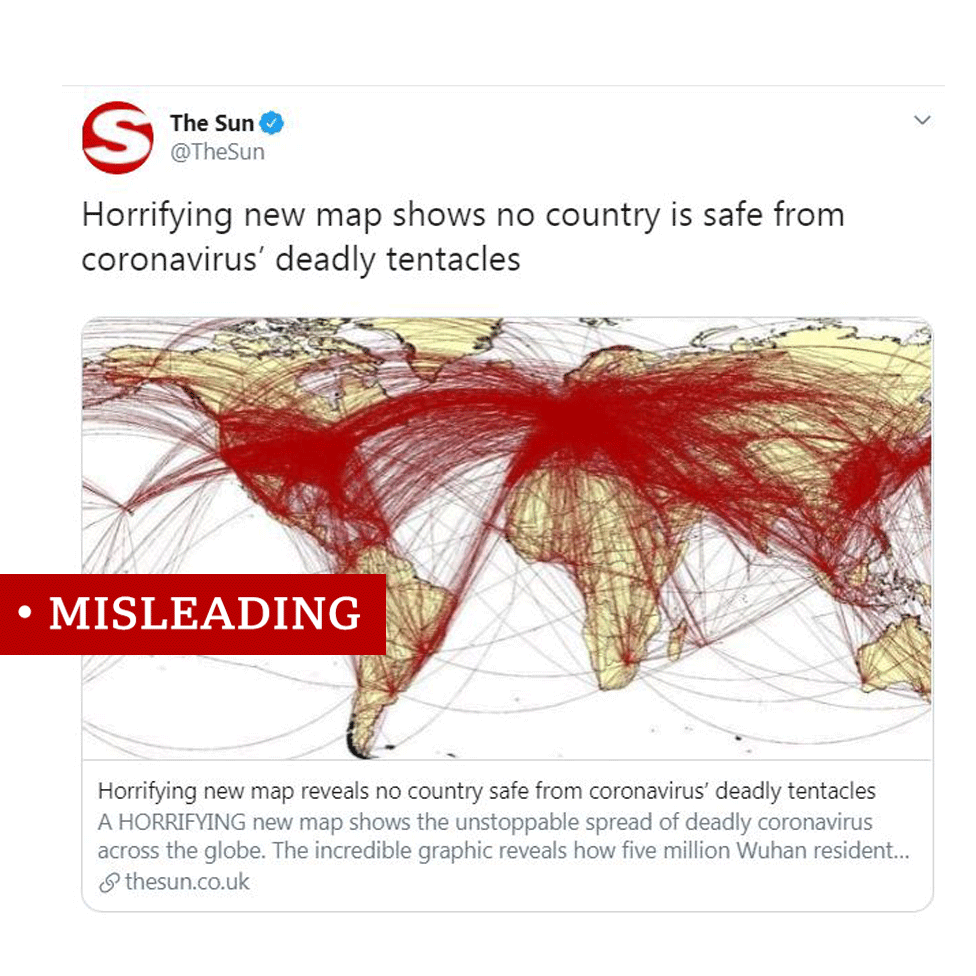 S
The Sun
@TheSun
Horrifying new map shows no country is safe from
coronavirus’ deadly tentacles
• MISLEADING
Horrifying new map reveals no country safe from coronavirus’ deadly tentacles
A HORRIFYING new map shows the unstoppable spread of deadly coronavirus
across the globe. The incredible graphic reveals how five million Wuhan resident...
thesun.co.uk